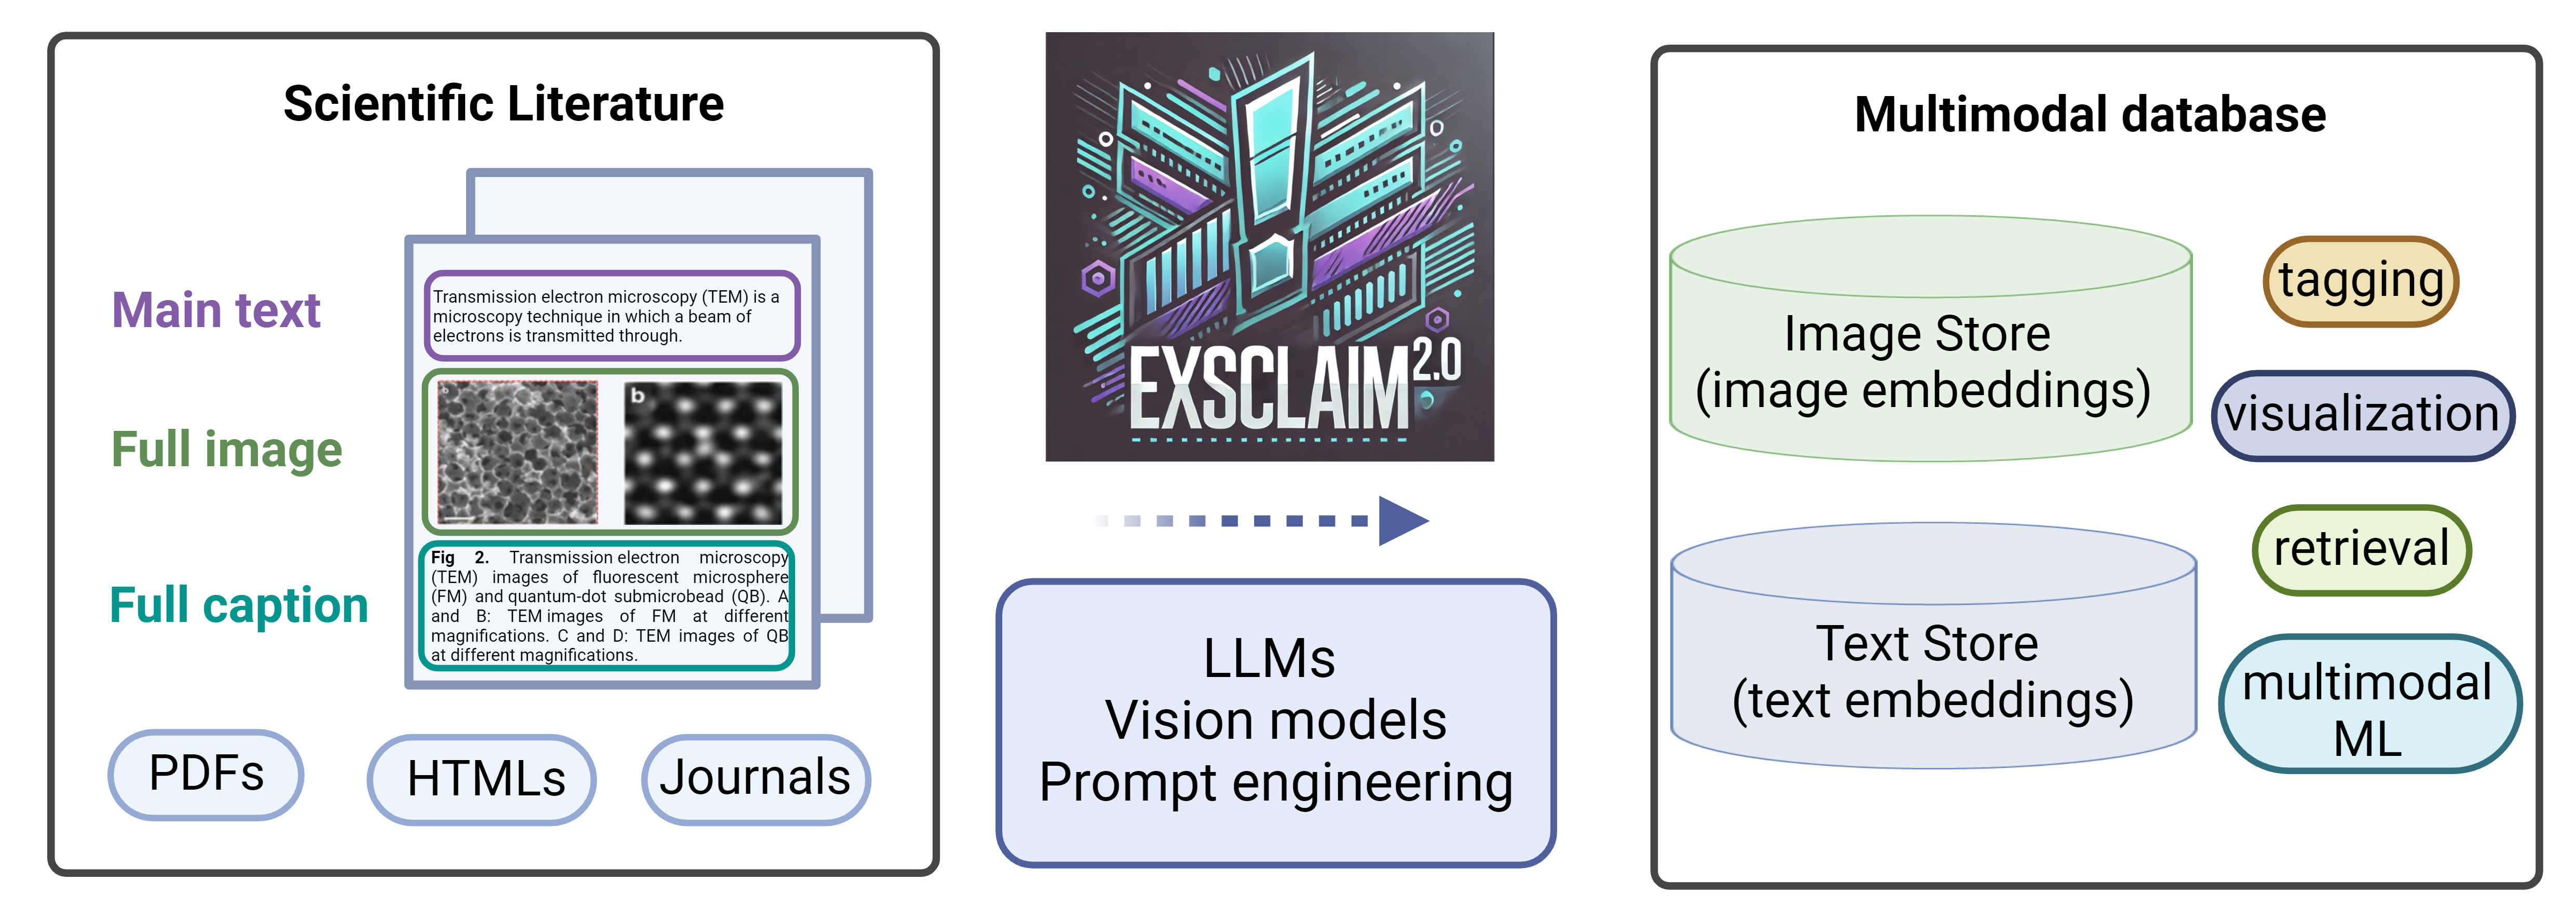 Scientific Literature
Main text
Transmission electron microscopy (TEM) is a
microscopy technique in which a beam of
electrons is transmitted through.
Full image
b
Full caption
Fig 2. Transmission electron microscopy
(TEM) images of fluorescent microsphere
(FM) and quantum-dot submicrobead (QB). A
and B: TEM images of FM at different
magnifications. C and D: TEM images of QB
at different magnifications.
PDFs
HTMLs
Journals
EXSCLAIM2.0
LLMs
Vision models
Prompt engineering
Multimodal database
Image Store
(image embeddings)
Text Store
(text embeddings)
tagging
visualization
retrieval
multimodal
ML